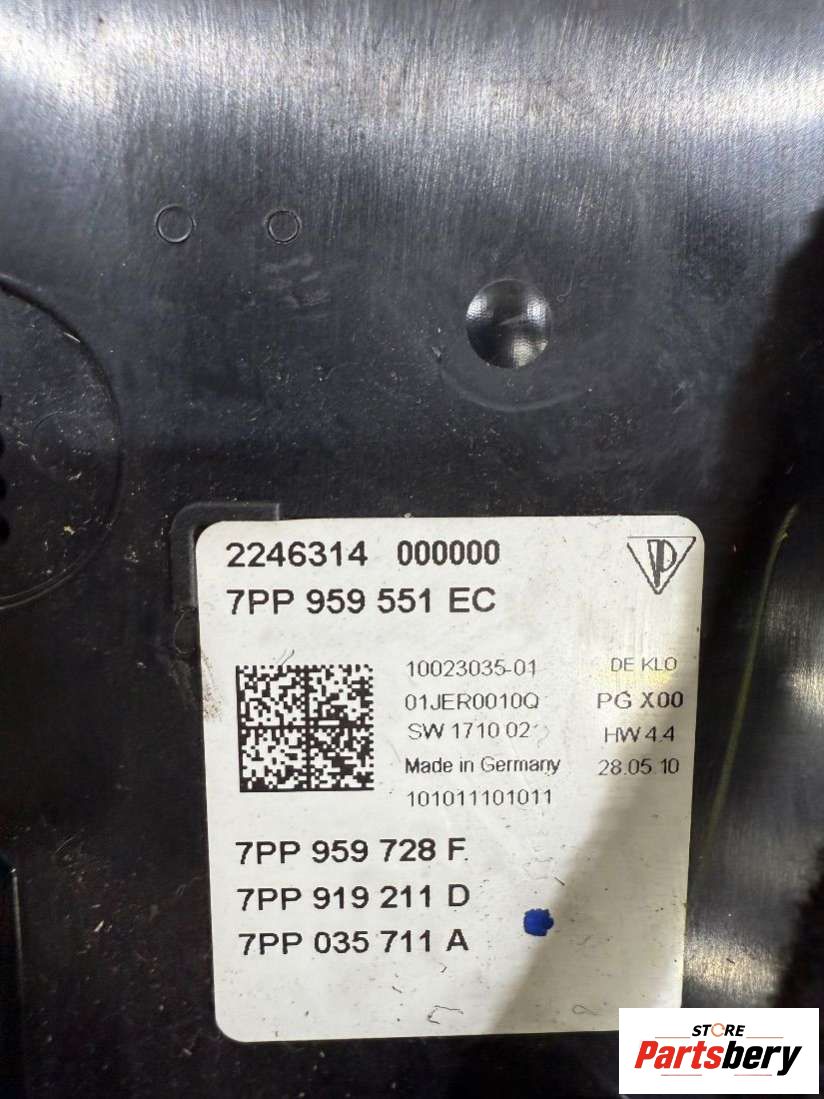 2246314 000000
7PP 959 551 EC
10023035-01 DE KLO
01JER0010Q PG X00
SW 1710 02 HW 4.4
Made in Germany 28.05.10
101011101011
7PP 959 728 F
7PP 919 211 D
7PP 035 711 A
STORE
Partsbery